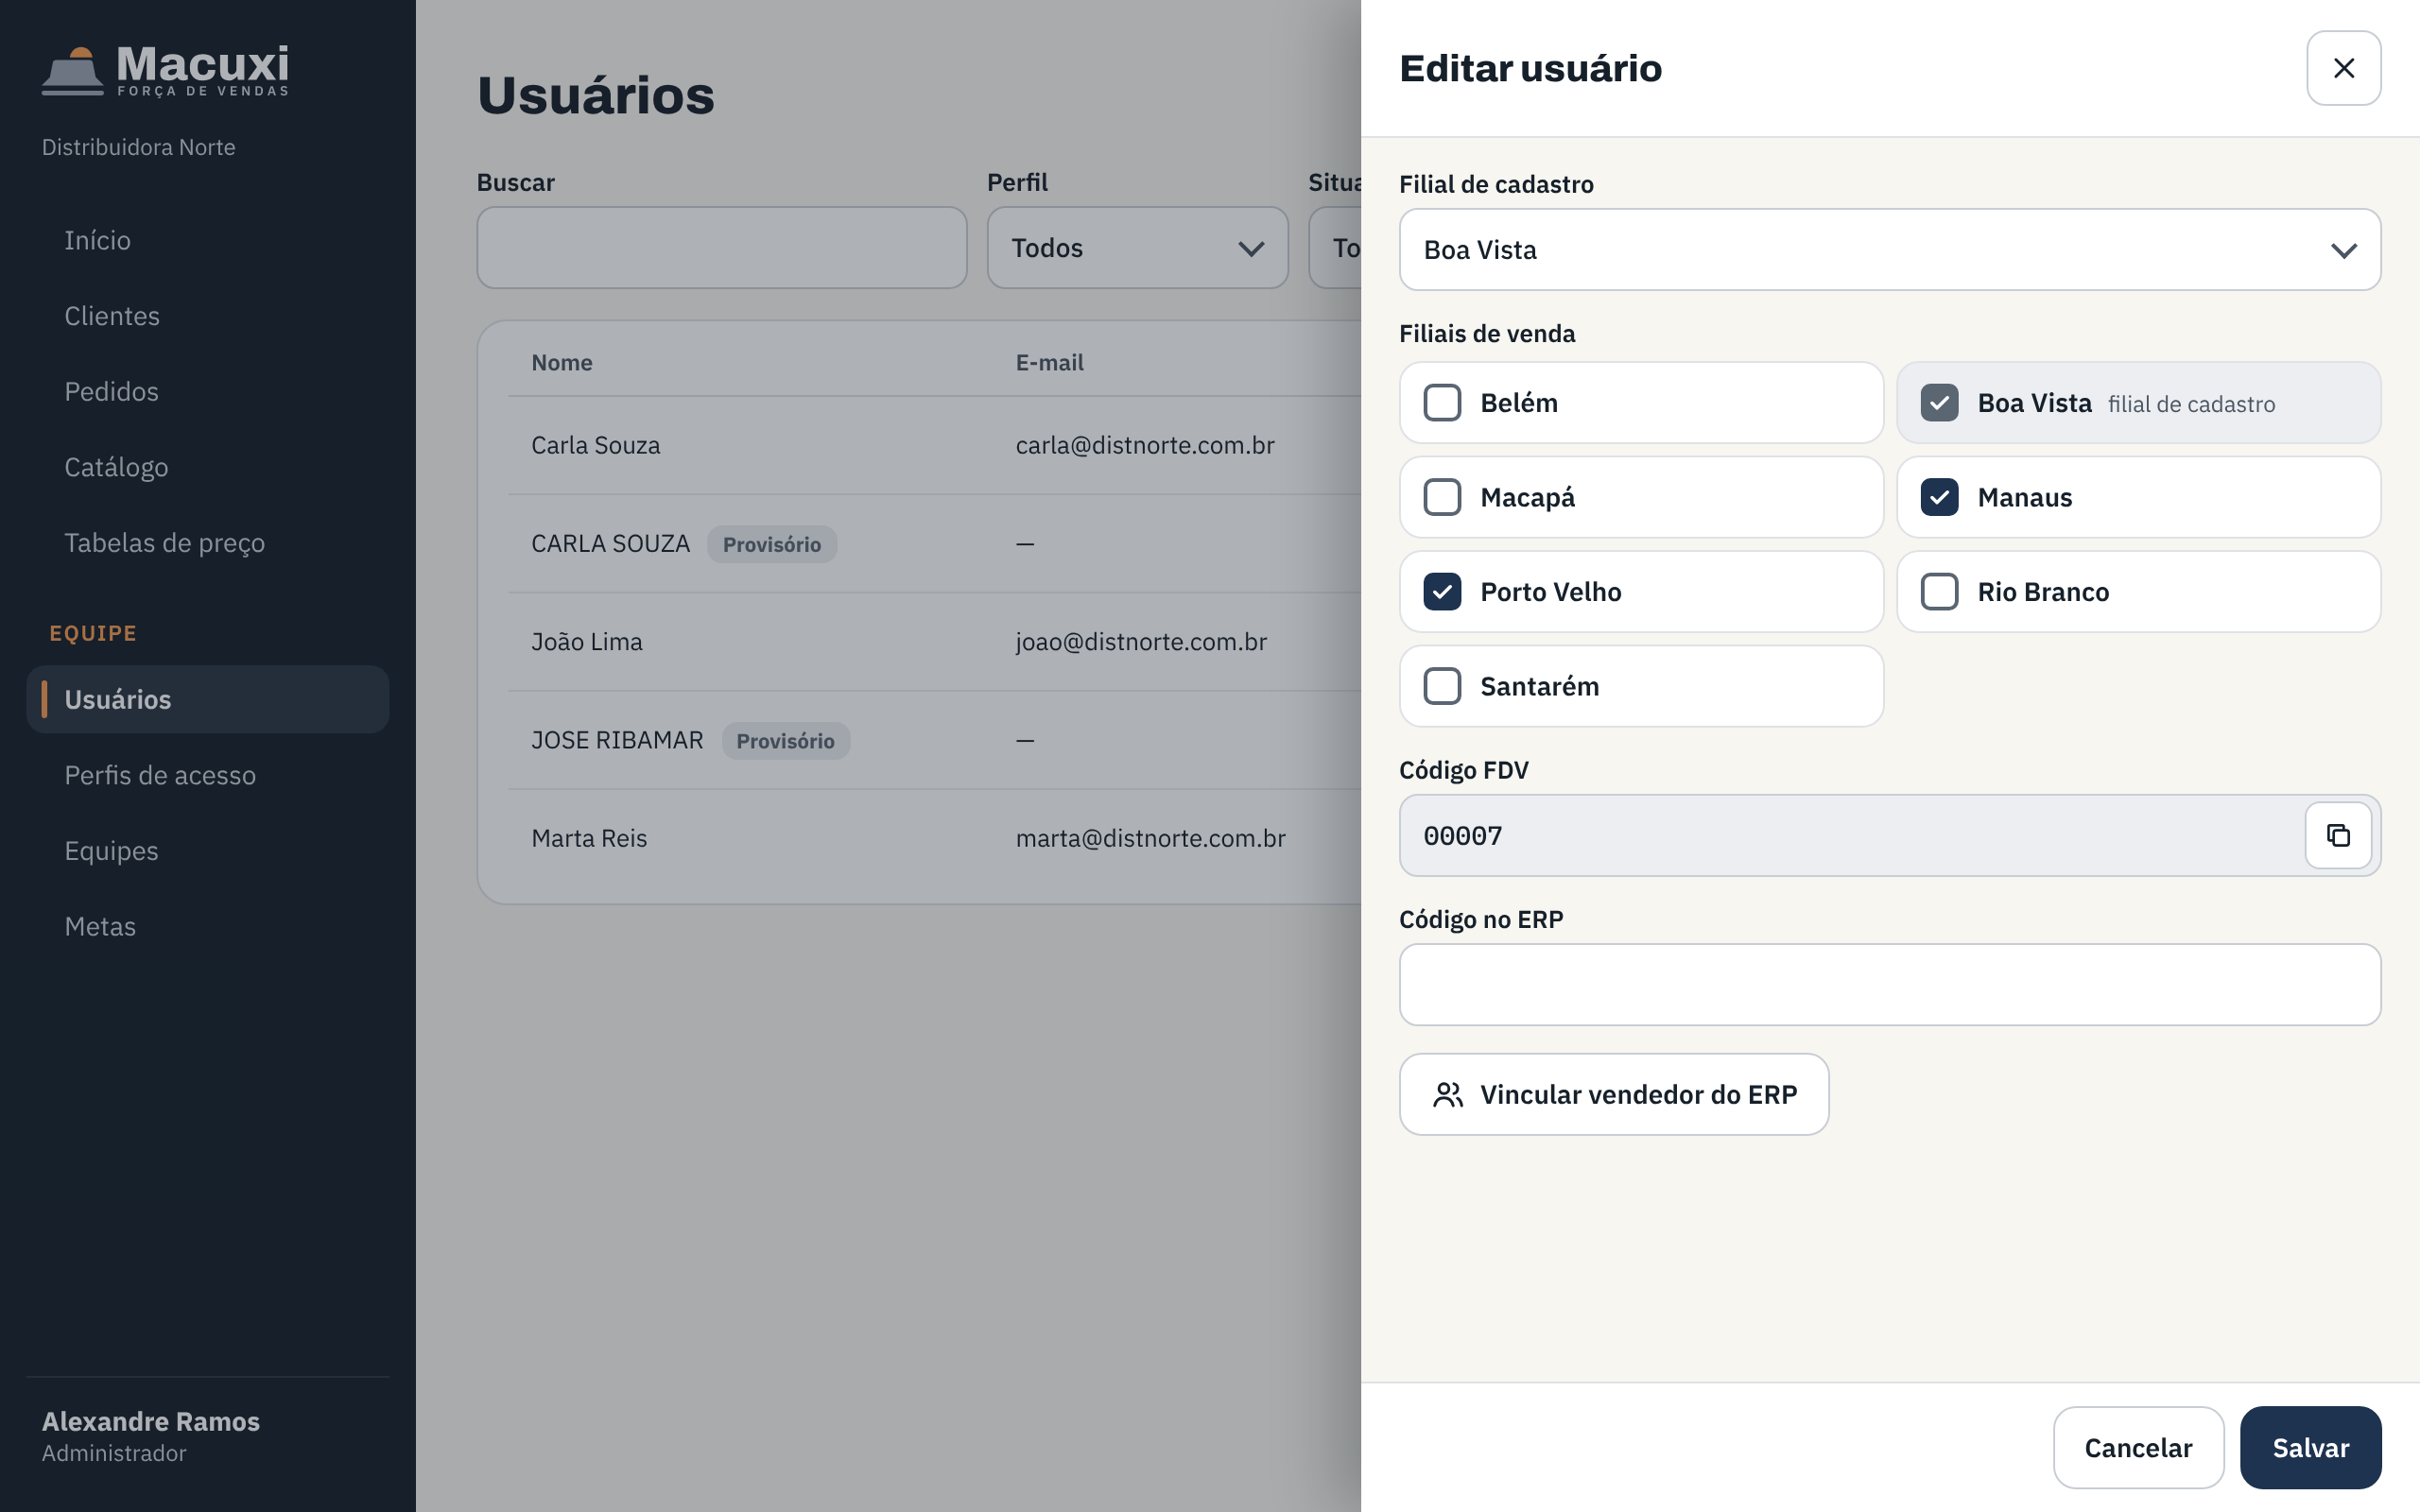 Macuxi
FORÇA DE VENDAS
Distribuidora Norte
Início
Clientes
Pedidos
Catálogo
Tabelas de preço
EQUIPE
Usuários
Perfis de acesso
Equipes
Metas
Alexandre Ramos
Administrador
Usuários
Buscar
Perfil
Todos
Nome E-mail
Carla Souza carla@distnorte.com.br
CARLA SOUZA Provisório —
João Lima joao@distnorte.com.br
JOSE RIBAMAR Provisório —
Marta Reis marta@distnorte.com.br
Editar usuário
Filial de cadastro
Boa Vista
Filiais de venda
Belém
Boa Vista filial de cadastro
Macapá
Manaus
Porto Velho
Rio Branco
Santarém
Código FDV
00007
Código no ERP
Vincular vendedor do ERP
Cancelar
Salvar